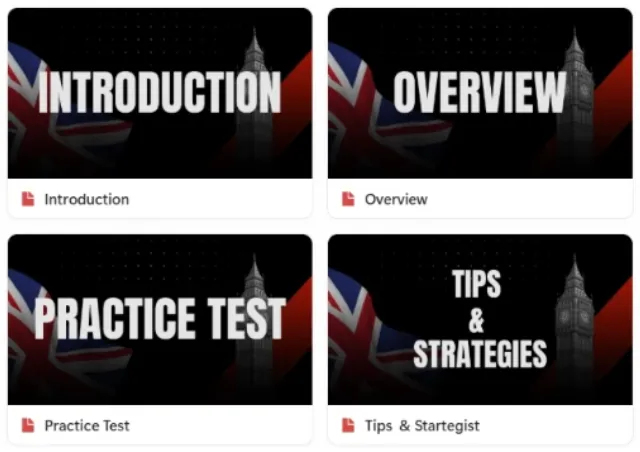 INTRODUCTION
Introduction
OVERVIEW
Overview
PRACTICE TEST
Practice Test
TIPS
&
STRATEGIES
Tips & Startegist